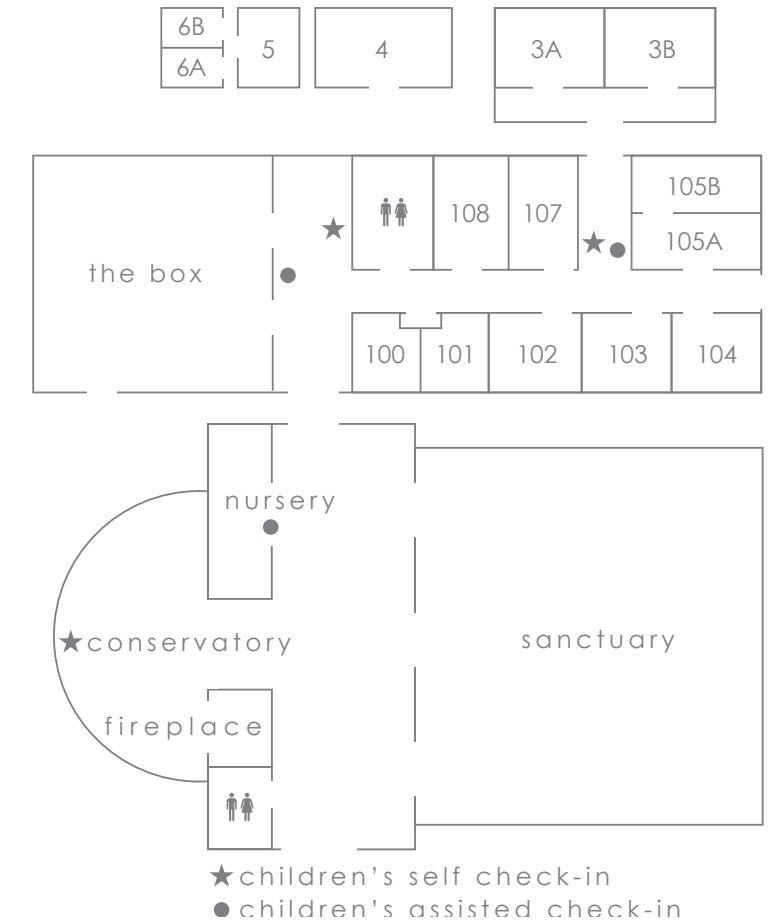 6B
6A
5
4
3A
3B
the box
108
107
105B
105A
100
101
102
103
104
nursery
conservatory
sanctuary
fireplace
children's self check-in
children's assisted check-in